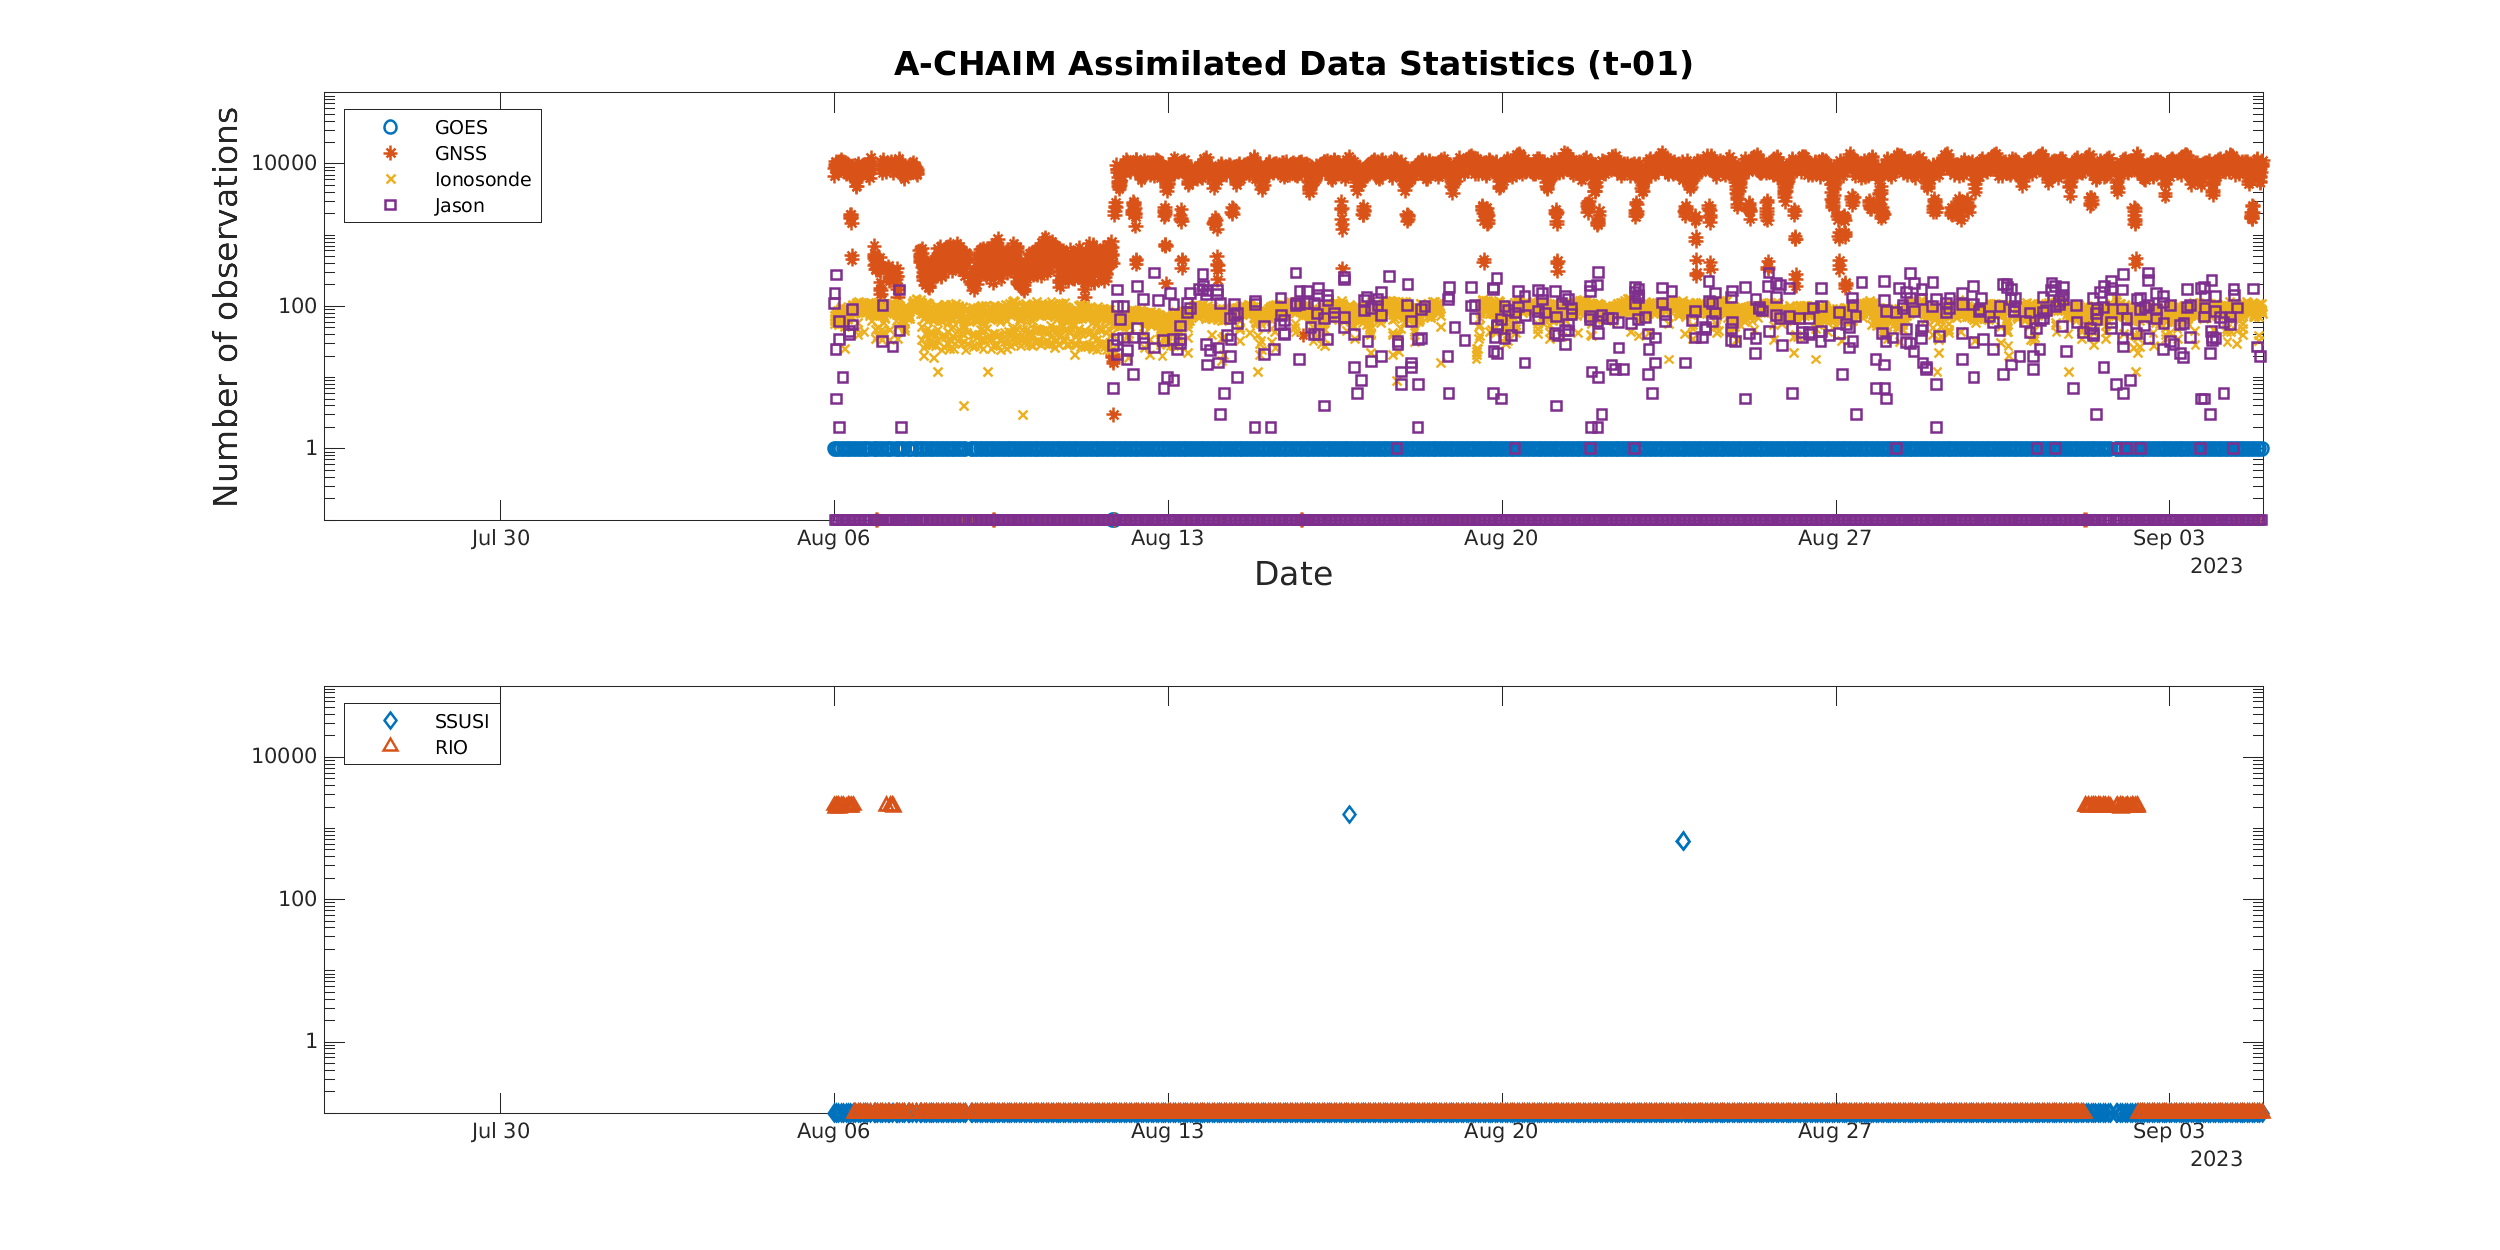 A-CHAIM Assimilated Data Statistics (t-01)
Number of observations
GOES
GNSS
Ionosonde
Jason
10000
100
1
Jul 30
Aug 06
Aug 13
Aug 20
Aug 27
Sep 03
2023
Date
SSUSI
RIO
10000
100
1
Jul 30
Aug 06
Aug 13
Aug 20
Aug 27
Sep 03
2023